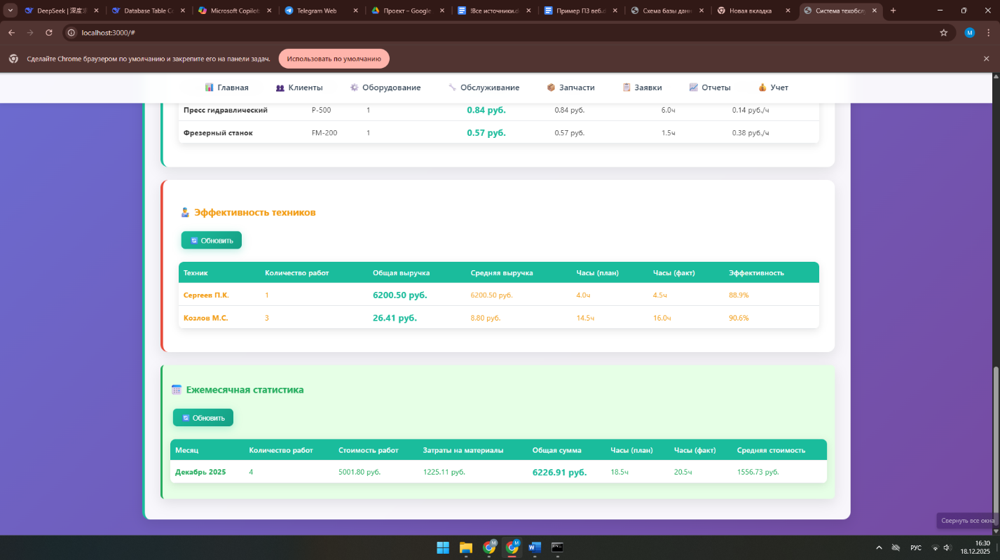 DeepSeek | 深度求
Database Table Co
Microsoft Copilot:
Telegram Web
Проект – Google
!Все источники.d
Пример ПЗ веб.d
Схема базы данн
Новая вкладка
Система техобслу
localhost:3000/#
M
Сделайте Chrome браузером по умолчанию и закрепите его на панели задач.
Использовать по умолчанию
Главная Клиенты Оборудование Обслуживание Запчасти Заявки Отчеты Учет
Пресс гидравлический P-500 1 0.84 руб. 0.84 руб. 6.0ч 0.14 руб./ч
Фрезерный станок FM-200 1 0.57 руб. 0.57 руб. 1.5ч 0.38 руб./ч
Эффективность техников
Обновить
Техник Количество работ Общая выручка Средняя выручка Часы (план) Часы (факт) Эффективность
Сергеев П.К. 1 6200.50 руб. 6200.50 руб. 4.0ч 4.5ч 88.9%
Козлов М.С. 3 26.41 руб. 8.80 руб. 14.5ч 16.0ч 90.6%
Ежемесячная статистика
Обновить
Месяц Количество работ Стоимость работ Затраты на материалы Общая сумма Часы (план) Часы (факт) Средняя стоимость
Декабрь 2025 4 5001.80 руб. 1225.11 руб. 6226.91 руб. 18.5ч 20.5ч 1556.73 руб.
Свернуть все окна
РУС
16:30
18.12.2025